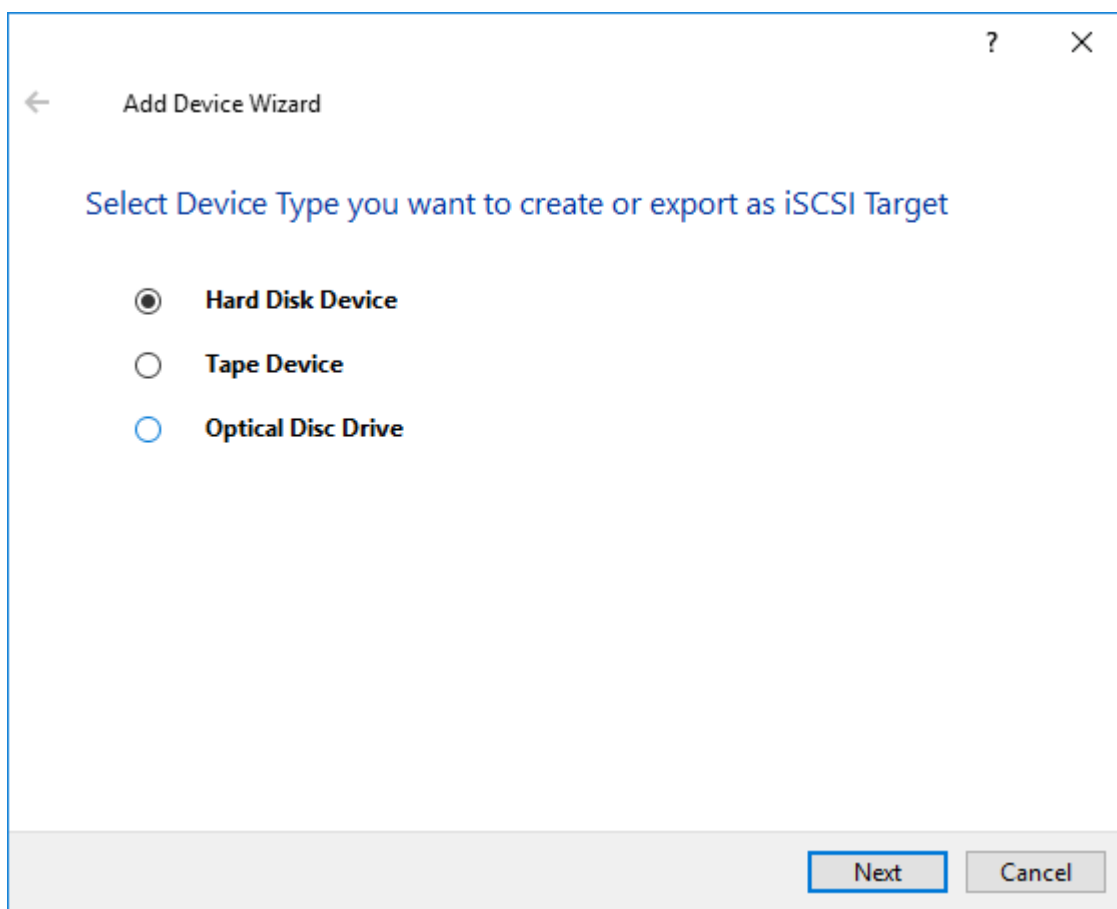 ?
Add Device Wizard
Select Device Type you want to create or export as iSCSI Target
Hard Disk Device
Tape Device
Optical Disc Drive
Next Cancel